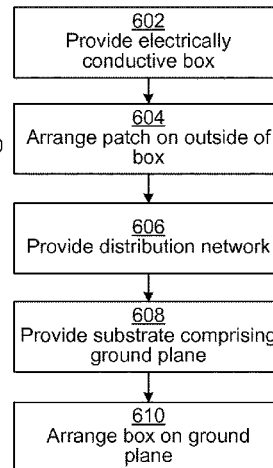 602
Provide electrically
conductive box
604
Arrange patch on outside of
box
606
Provide distribution network
608
Provide substrate comprising
ground plane
610
Arrange box on ground
plane